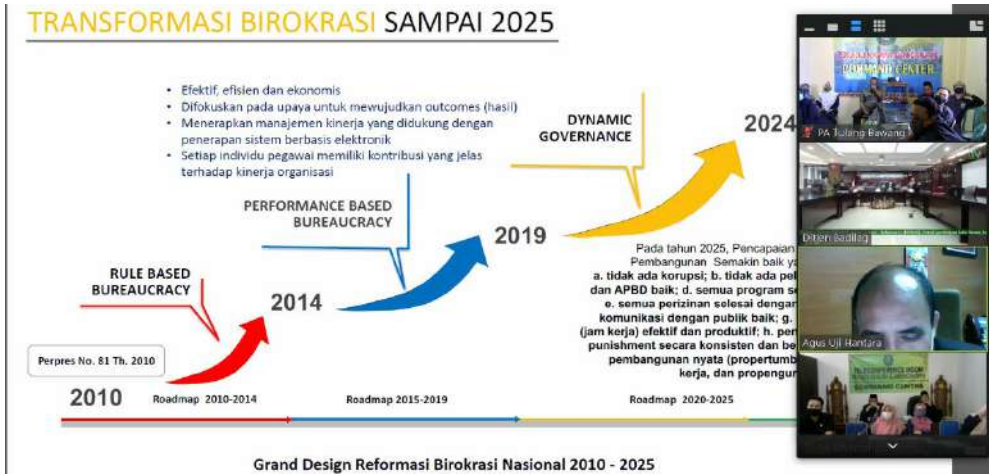 TRANSFORMASI BIROKRASI SAMPAI 2025
• Efektif, efisien dan ekonomis
• Difokuskan pada upaya untuk mewujudkan outcomes (hasil)
• Menerapkan manajemen kinerja yang didukung dengan
penerapan sistem berbasis elektronik
• Setiap individu pegawai memiliki kontribusi yang jelas
terhadap kinerja organisasi
DYNAMIC
GOVERNANCE
2024
PERFORMANCE BASED
BUREAUCRACY
2019
RULE BASED
BUREAUCRACY
2014
Pada tahun 2025, Pencapaian
Pembangunan Semakin baik
a. tidak ada korupsi; b. tidak ada
dan APBD baik; d. semua program
e. semua perizinan selesai dengan
komunikasi dengan publik baik; g.
(jam kerja) efektif dan produktif; h.
punishment secara konsisten dan
pembangunan nyata
kerja, dan
Perpres No. 81 Th. 2010
2010
Roadmap 2010-2014
Roadmap 2015-2019
Roadmap 2020-2025
Grand Design Reformasi Birokrasi Nasional 2010 - 2025
COMMAND CENTER
PA Tulang Bawang
Ditjen Badilag
Agus Uji Hantara